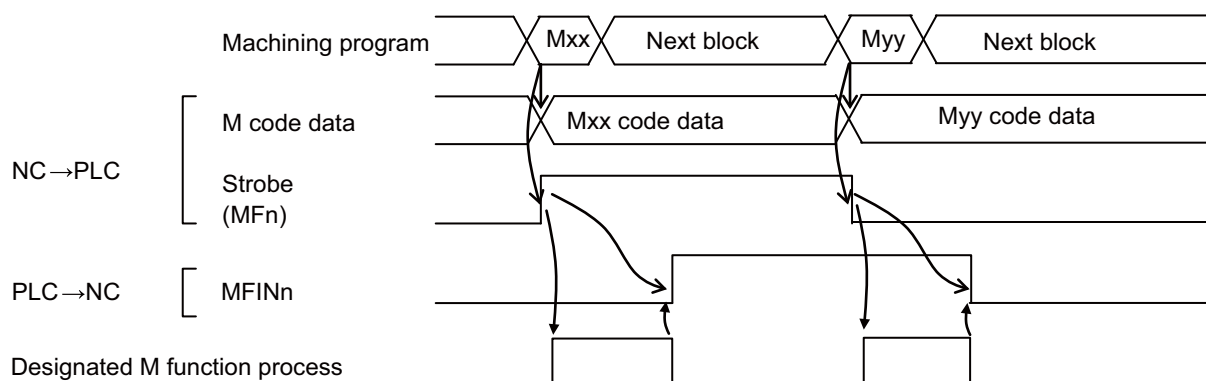 Machining program Mxx Next block Myy Next block
M code data Mxx code data Myy code data
NC→PLC
Strobe
(MFn)
PLC→NC MFINn
Designated M function process